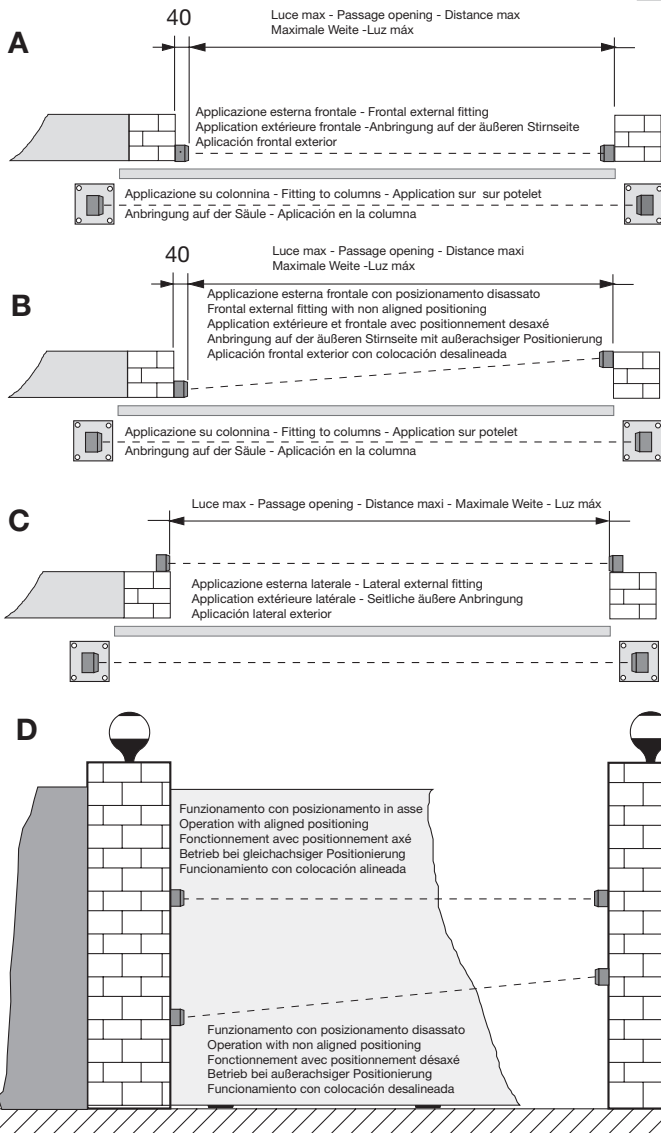 A
40
Luce max - Passage opening - Distance max
Maximale Weite -Luz máx
Applicazione esterna frontale - Frontal external fitting
Application extérieure frontale -Anbringung auf der äußeren Stirnseite
Aplicación frontal exterior
Applicazione su colonnina - Fitting to columns - Application sur sur potelet
Anbringung auf der Säule - Aplicación en la columna
B
40
Luce max - Passage opening - Distance maxi
Maximale Weite -Luz máx
Applicazione esterna frontale con posizionamento disassato
Frontal external fitting with non aligned positioning
Application extérieure et frontale avec positionnement desaxé
Anbringung auf der äußeren Stirnseite mit außerachsiger Positionierung
Aplicación frontal exterior con colocación desalineada
Applicazione su colonnina - Fitting to columns - Application sur potelet
Anbringung auf der Säule - Aplicación en la columna
C
Luce max - Passage opening - Distance maxi - Maximale Weite - Luz máx
Applicazione esterna laterale - Lateral external fitting
Application extérieure latérale - Seitliche äußere Anbringung
Aplicación lateral exterior
D
Funzionamento con posizionamento in asse
Operation with aligned positioning
Fonctionnement avec positionnement axé
Betrieb bei gleichachsiger Positionierung
Funcionamiento con colocación alineada
Funzionamento con posizionamento disassato
Operation with non aligned positioning
Fonctionnement avec positionnement désaxé
Betrieb bei außerachsiger Positionierung
Funcionamiento con colocación desalineada